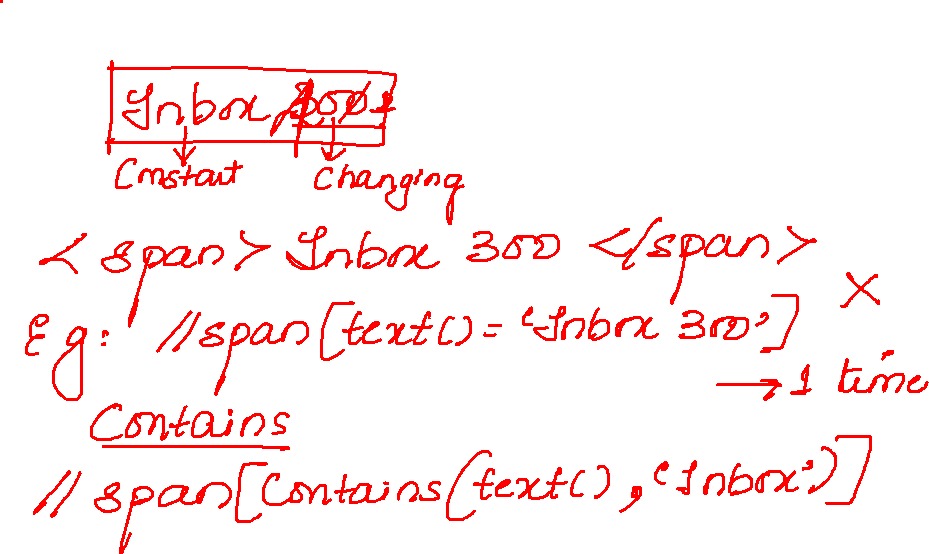 Inbox
Constant Changing
<span> Inbox 300 </span>
Eg: //span[text()= 'Inbox 300'] X
→ 1 time
Contains
//span[Contains(text(), 'Inbox')]